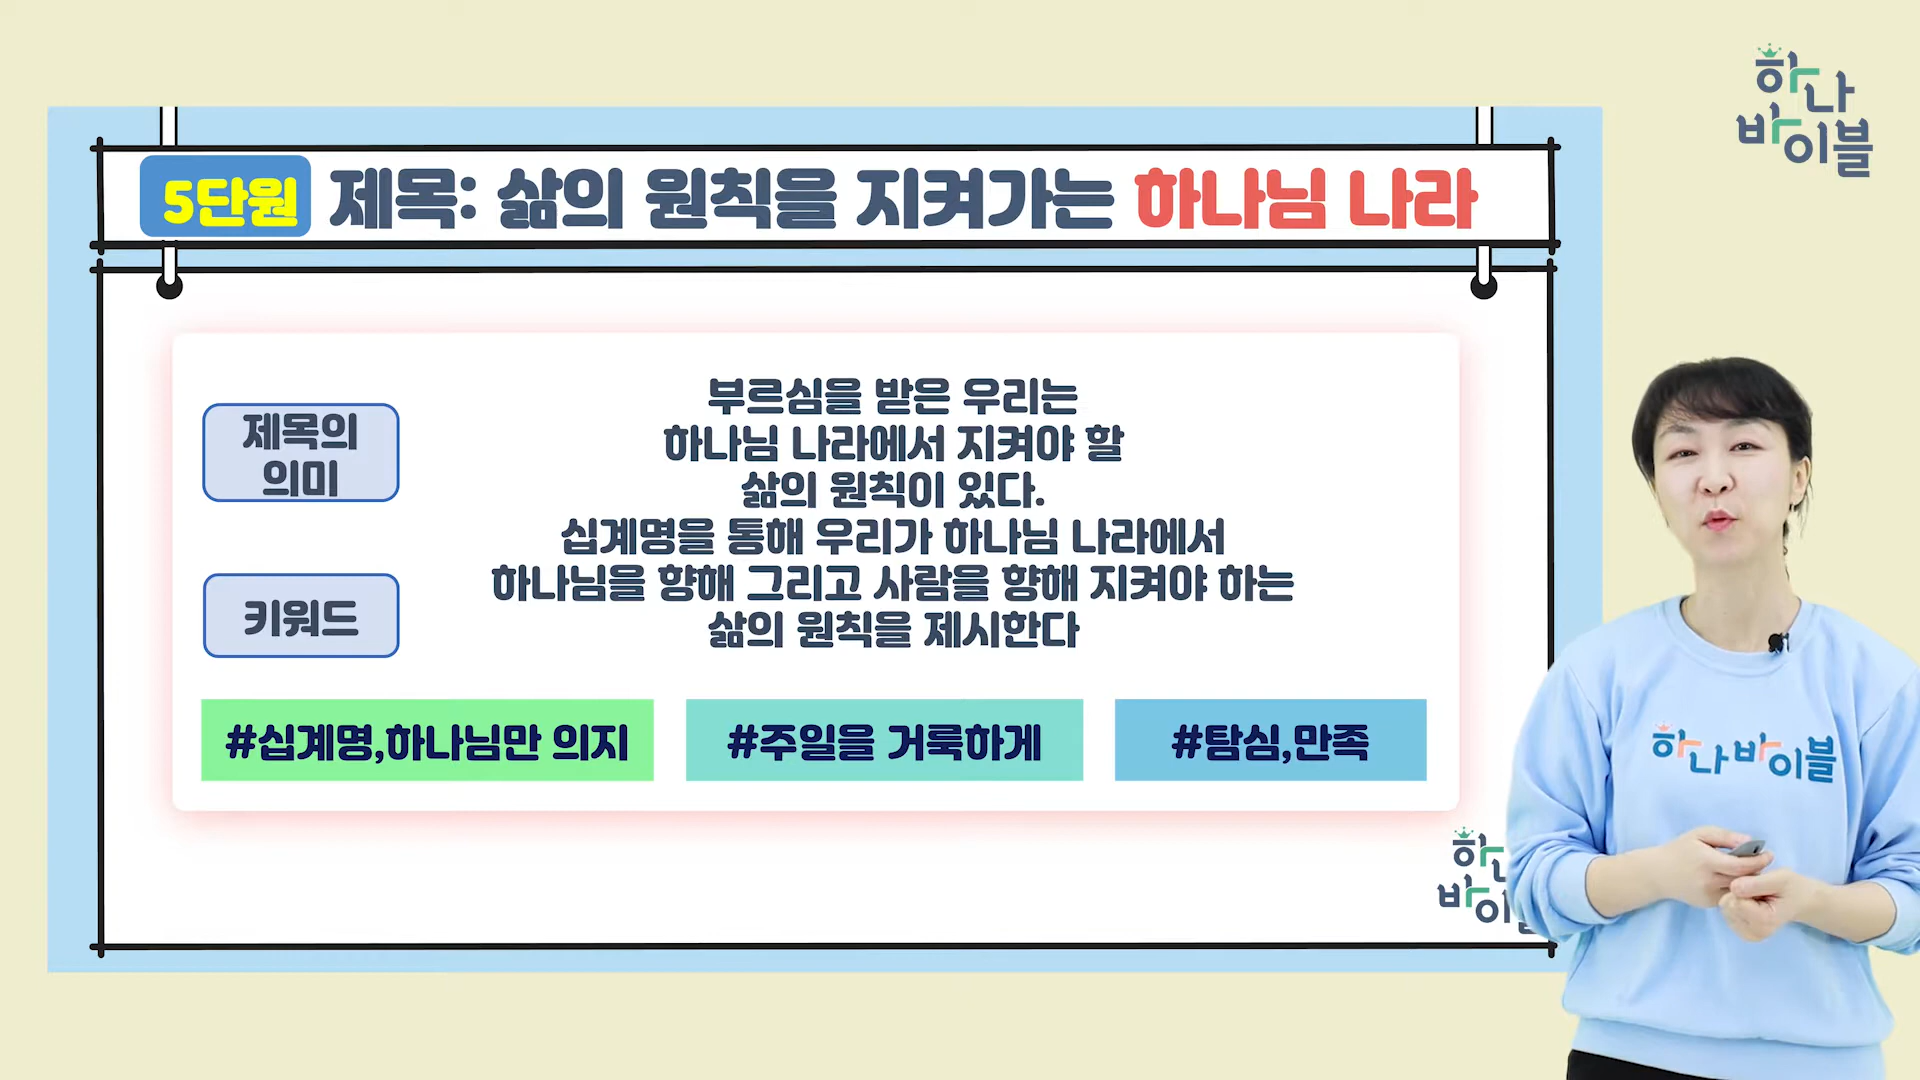 하나
바이블
5단원 제목: 삶의 원칙을 지켜가는 하나님 나라
제목의
의미
부르심을 받은 우리는
하나님 나라에서 지켜야 할
삶의 원칙이 있다.
십계명을 통해 우리가 하나님 나라에서
하나님을 향해 그리고 사람을 향해 지켜야 하는
삶의 원칙을 제시한다
키워드
#십계명,하나님만 의지
#주일을 거룩하게
#탐심,만족
하나바이블